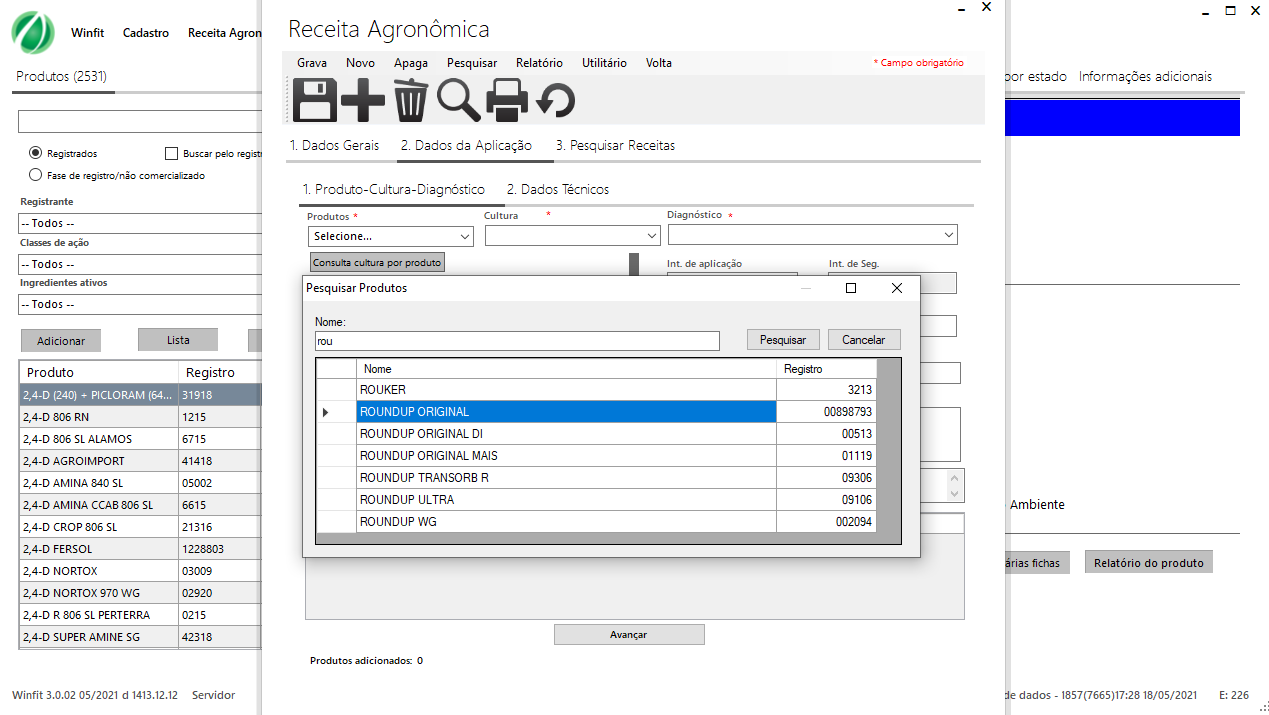 Winfit Cadastro Receita Agron
Produtos (2531)
Registrados
Buscar pelo registr
Fase de registro/não comercializado
Registrante
-- Todos --
Classes de ação
-- Todos --
Ingredientes ativos
-- Todos --
Adicionar Lista
Produto Registro
2,4-D (240) + PICLORAM (64... 31918
2,4-D 806 RN 1215
2,4-D 806 SL ALAMOS 6715
2,4-D AGROIMPORT 41418
2,4-D AMINA 840 SL 05002
2,4-D AMINA CCAB 806 SL 6615
2,4-D CROP 806 SL 21316
2,4-D FERSOL 1228803
2,4-D NORTOX 03009
2,4-D NORTOX 970 WG 02920
2,4-D R 806 SL PERTERRA 0215
2,4-D SUPER AMINE SG 42318
Winfit 3.0.02 05/2021 d 1413.12.12 Servidor
Receita Agronômica
Grava Novo Apaga Pesquisar Relatório Utilitário Volta
* Campo obrigatório
1. Dados Gerais 2. Dados da Aplicação 3. Pesquisar Receitas
1. Produto-Cultura-Diagnóstico 2. Dados Técnicos
Produtos * Cultura * Diagnóstico *
Selecione...
Consulta cultura por produto
Int. de aplicação Int. de Seg.
Pesquisar Produtos
Nome:
rou
Pesquisar Cancelar
Nome Registro
ROUKER 3213
ROUNDUP ORIGINAL 00898793
ROUNDUP ORIGINAL DI 00513
ROUNDUP ORIGINAL MAIS 01119
ROUNDUP TRANSORB R 09306
ROUNDUP ULTRA 09106
ROUNDUP WG 002094
Avançar
Produtos adicionados: 0
por estado Informações adicionais
Ambiente
árias fichas Relatório do produto
de dados - 1857(7665)17:28 18/05/2021 E: 226